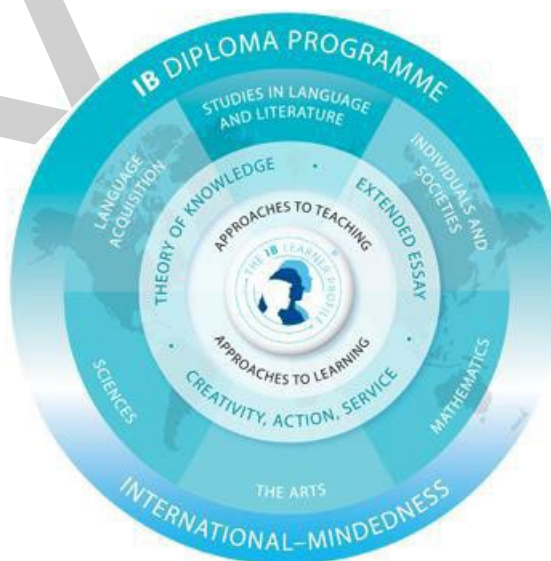 IB DIPLOMA PROGRAMME
STUDIES IN LANGUAGE
AND LITERATURE
LANGUAGE
ACQUISITION
INDIVIDUALS AND
SOCIETIES
THEORY OF KNOWLEDGE
EXTENDED ESSAY
APPROACHES TO TEACHING
THE IB LEARNER PROFILE
APPROACHES TO LEARNING
CREATIVITY, ACTION, SERVICE
SCIENCES
MATHEMATICS
THE ARTS
INTERNATIONAL–MINDEDNESS